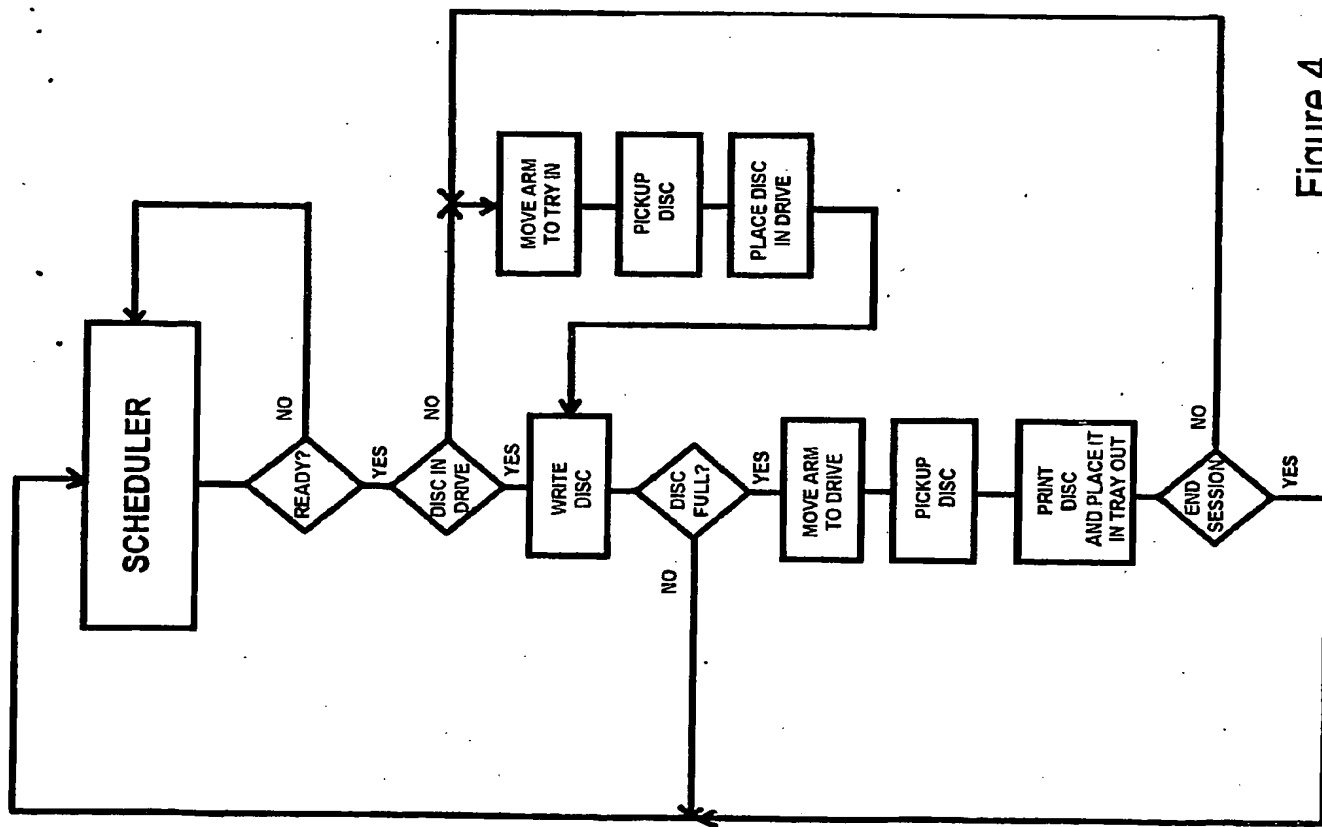 SCHEDULER
READY?
NO
YES
DISC IN
DRIVE
NO
YES
MOVE ARM
TO TRY IN
PICKUP
DISC
PLACE DISC
IN DRIVE
WRITE
DISC
DISC
FULL?
NO
YES
MOVE ARM
TO DRIVE
PICKUP
DISC
PRINT
DISC
AND PLACE IT
IN TRAY OUT
END
SESSION
NO
YES
Figure 4